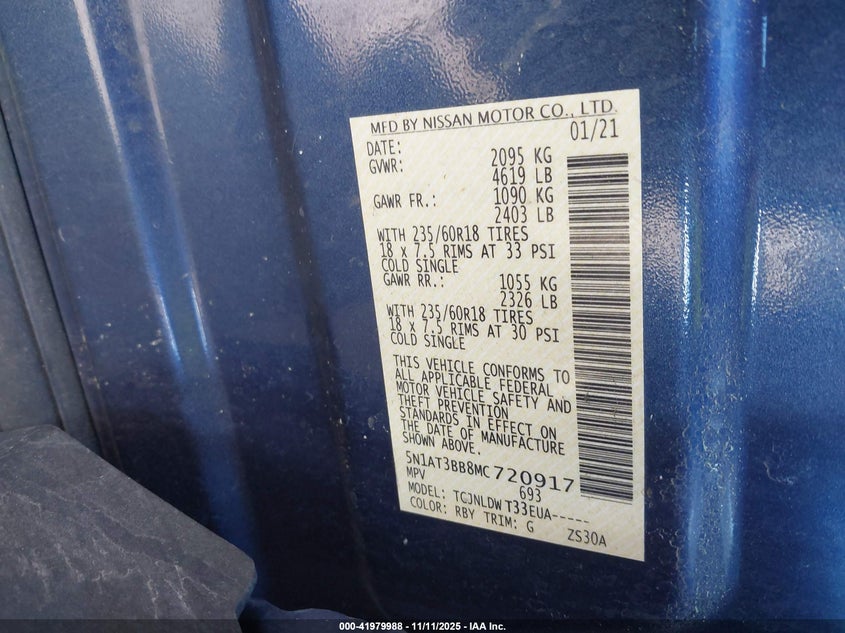 MFD BY NISSAN MOTOR CO., LTD.
DATE: 01/21
GVWR: 2095 KG
4619 LB
GAWR FR.: 1090 KG
2403 LB
WITH 235/60R18 TIRES
18 x 7.5 RIMS AT 33 PSI
COLD SINGLE
GAWR RR.: 1055 KG
2326 LB
WITH 235/60R18 TIRES
18 x 7.5 RIMS AT 30 PSI
COLD SINGLE
THIS VEHICLE CONFORMS TO
ALL APPLICABLE FEDERAL
MOTOR VEHICLE SAFETY AND
THEFT PREVENTION
STANDARDS IN EFFECT ON
THE DATE OF MANUFACTURE
SHOWN ABOVE.
5N1AT3BB8MC720917
MPV 693
MODEL: TCJNLDW T33EUA-----
COLOR: RBY TRIM: G ZS30A
000-41979988 - 11/11/2025 - IAA Inc.